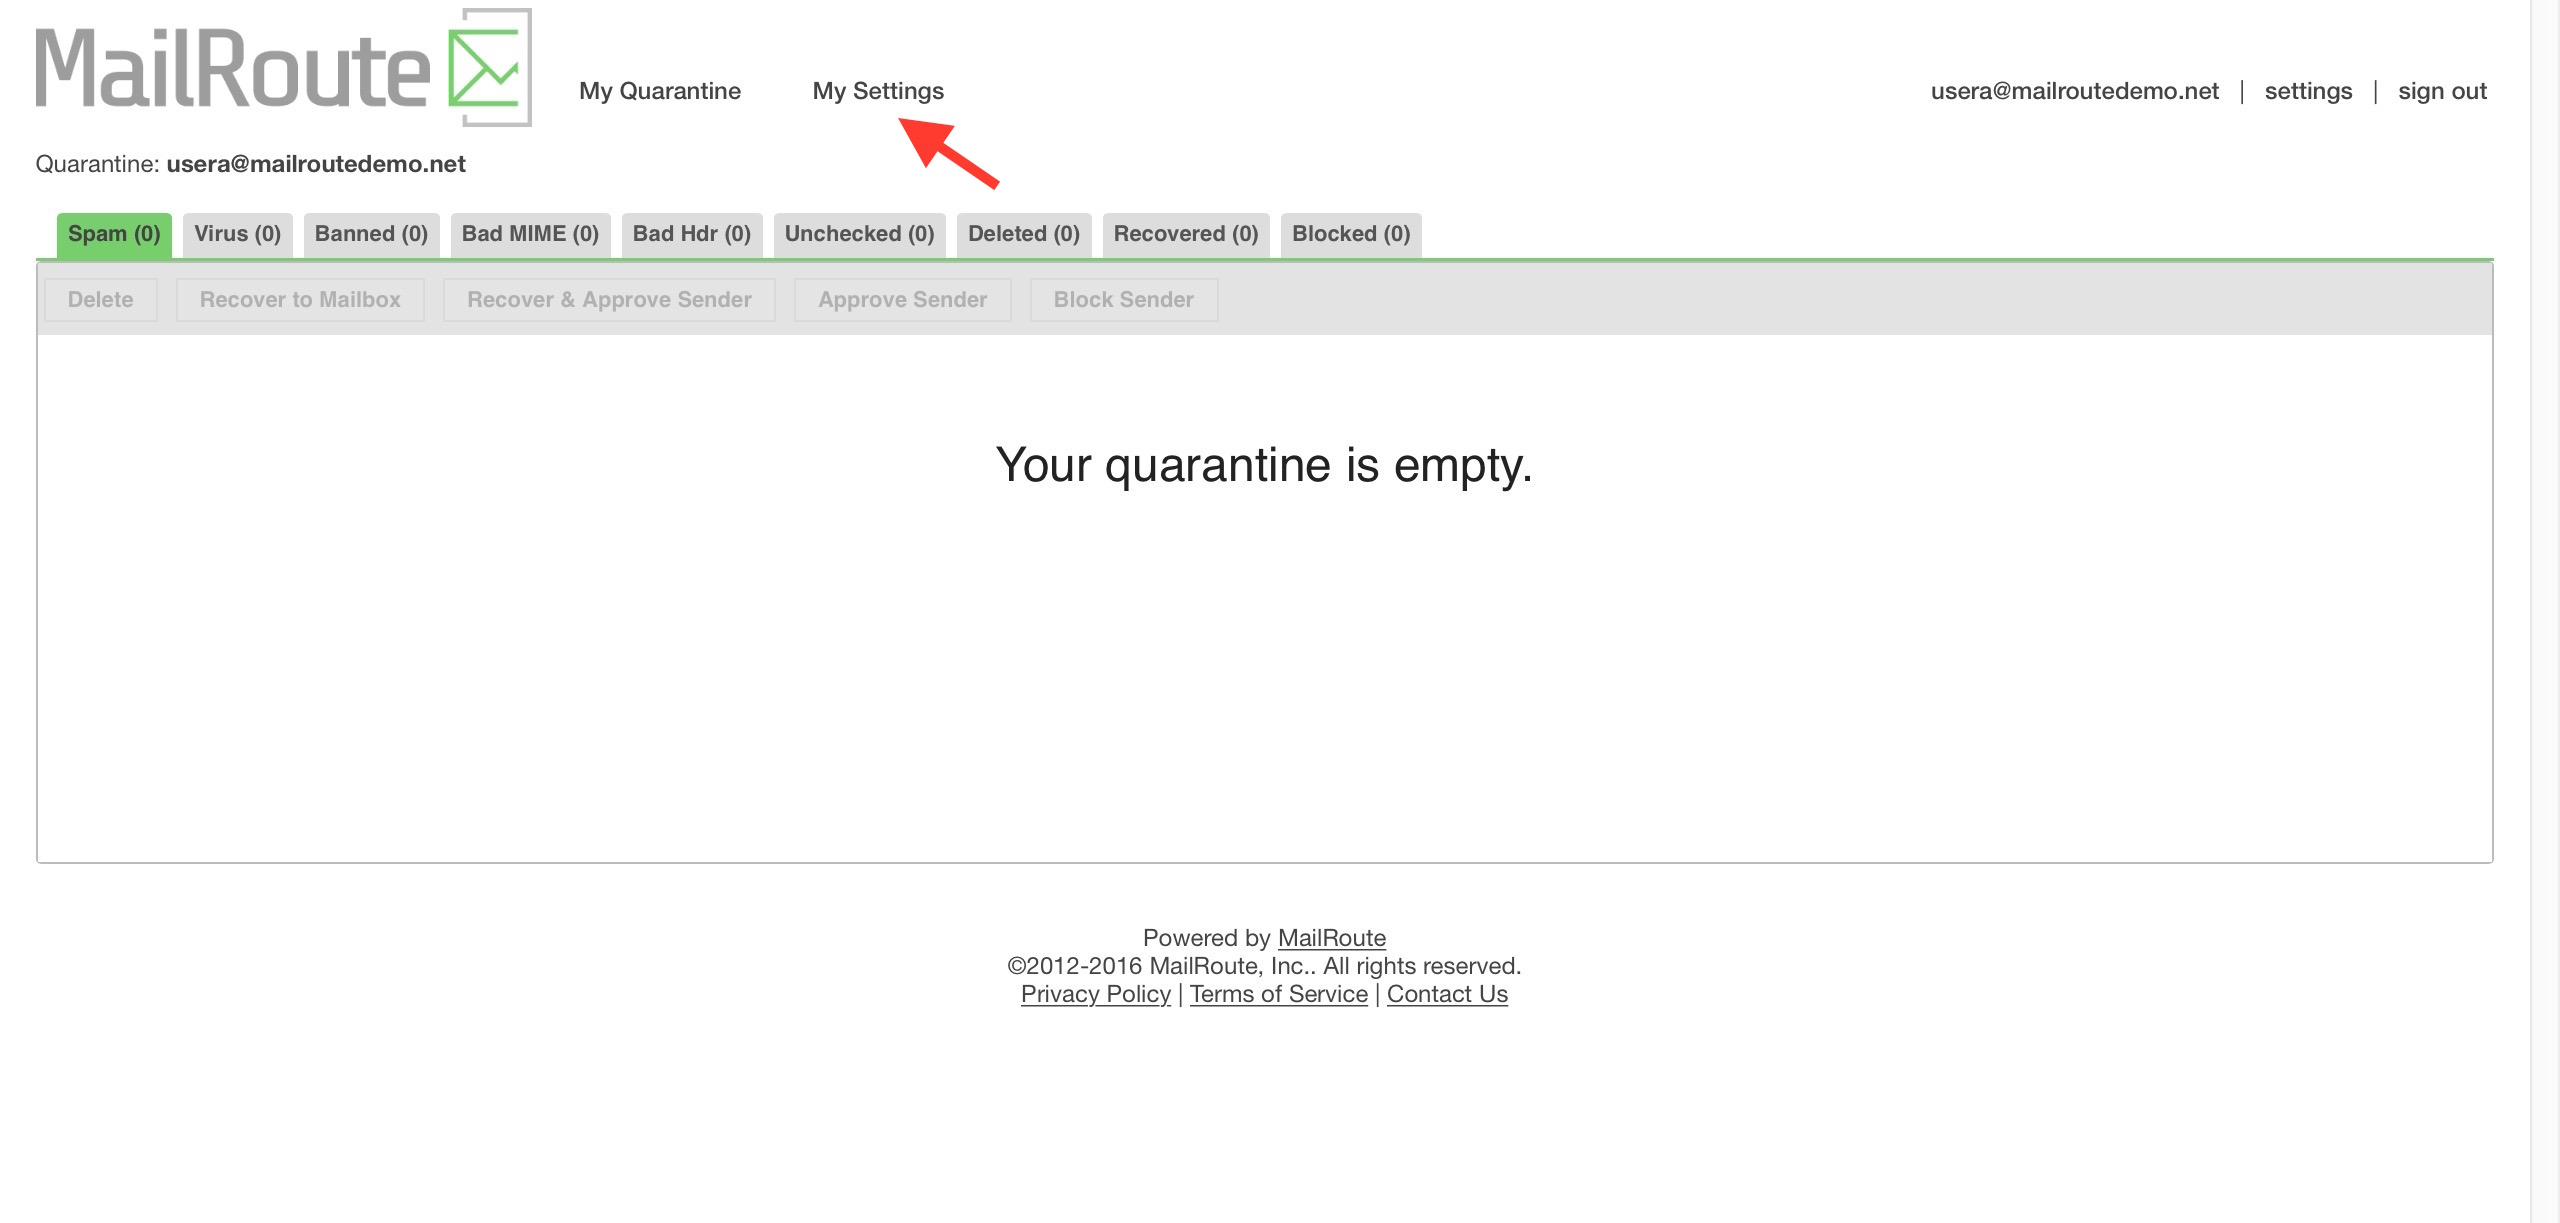 MailRoute
My Quarantine My Settings usera@mailroutedemo.net | settings | sign out
Quarantine: usera@mailroutedemo.net
Spam (0) Virus (0) Banned (0) Bad MIME (0) Bad Hdr (0) Unchecked (0) Deleted (0) Recovered (0) Blocked (0)
Delete Recover to Mailbox Recover & Approve Sender Approve Sender Block Sender
Your quarantine is empty.
Powered by MailRoute
©2012-2016 MailRoute, Inc.. All rights reserved.
Privacy Policy | Terms of Service | Contact Us